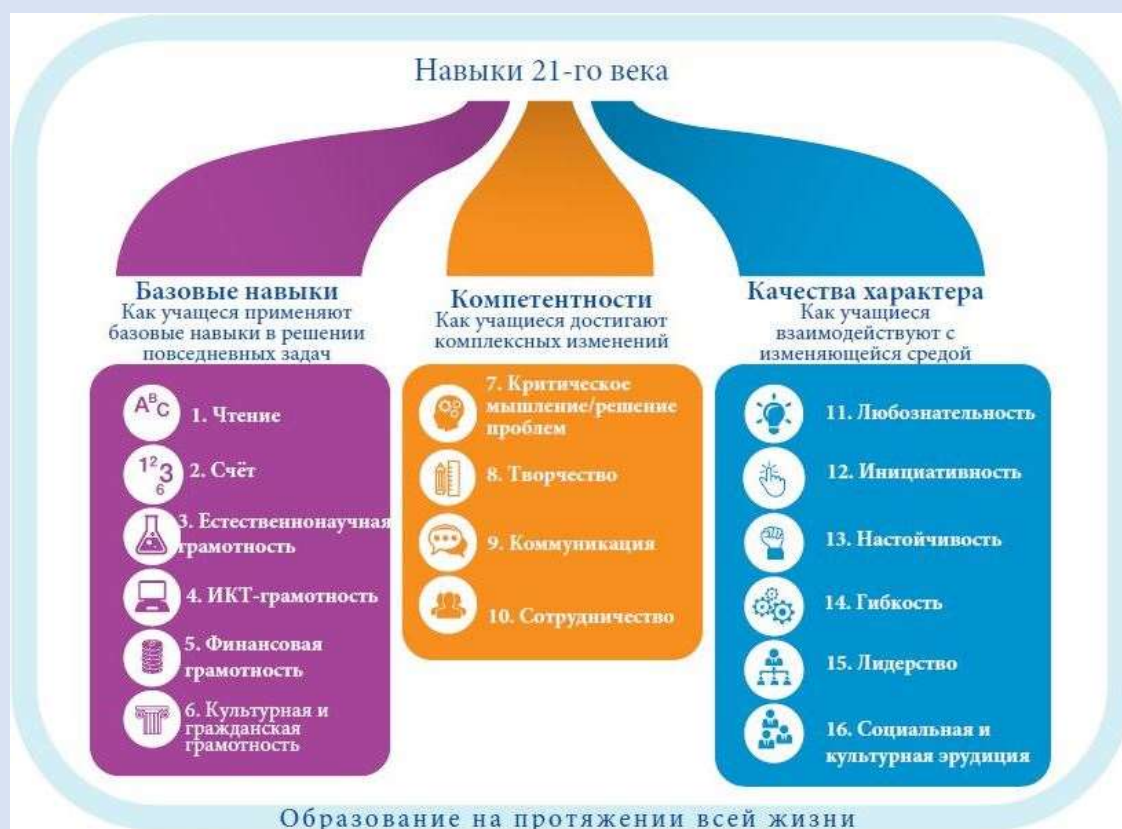 Навыки 21-го века
Базовые навыки
Как учащеся применяют
базовые навыки в решении
повседневных задач
ABC
1. Чтение
123
6
2. Счёт
3. Естественнонаучная
грамотность
4. ИКТ-грамотность
5. Финансовая
грамотность
6. Культурная и
гражданская
грамотность
Компетентности
Как учащиеся достигают
комплексных изменений
7. Критическое
мышление/решение
проблем
8. Творчество
9. Коммуникация
10. Сотрудничество
Качества характера
Как учащиеся
взаимодействуют с
изменяющейся средой
11. Любознательность
12. Инициативность
13. Настойчивость
14. Гибкость
15. Лидерство
16. Социальная и
культурная эрудиция
Образование на протяжении всей жизни